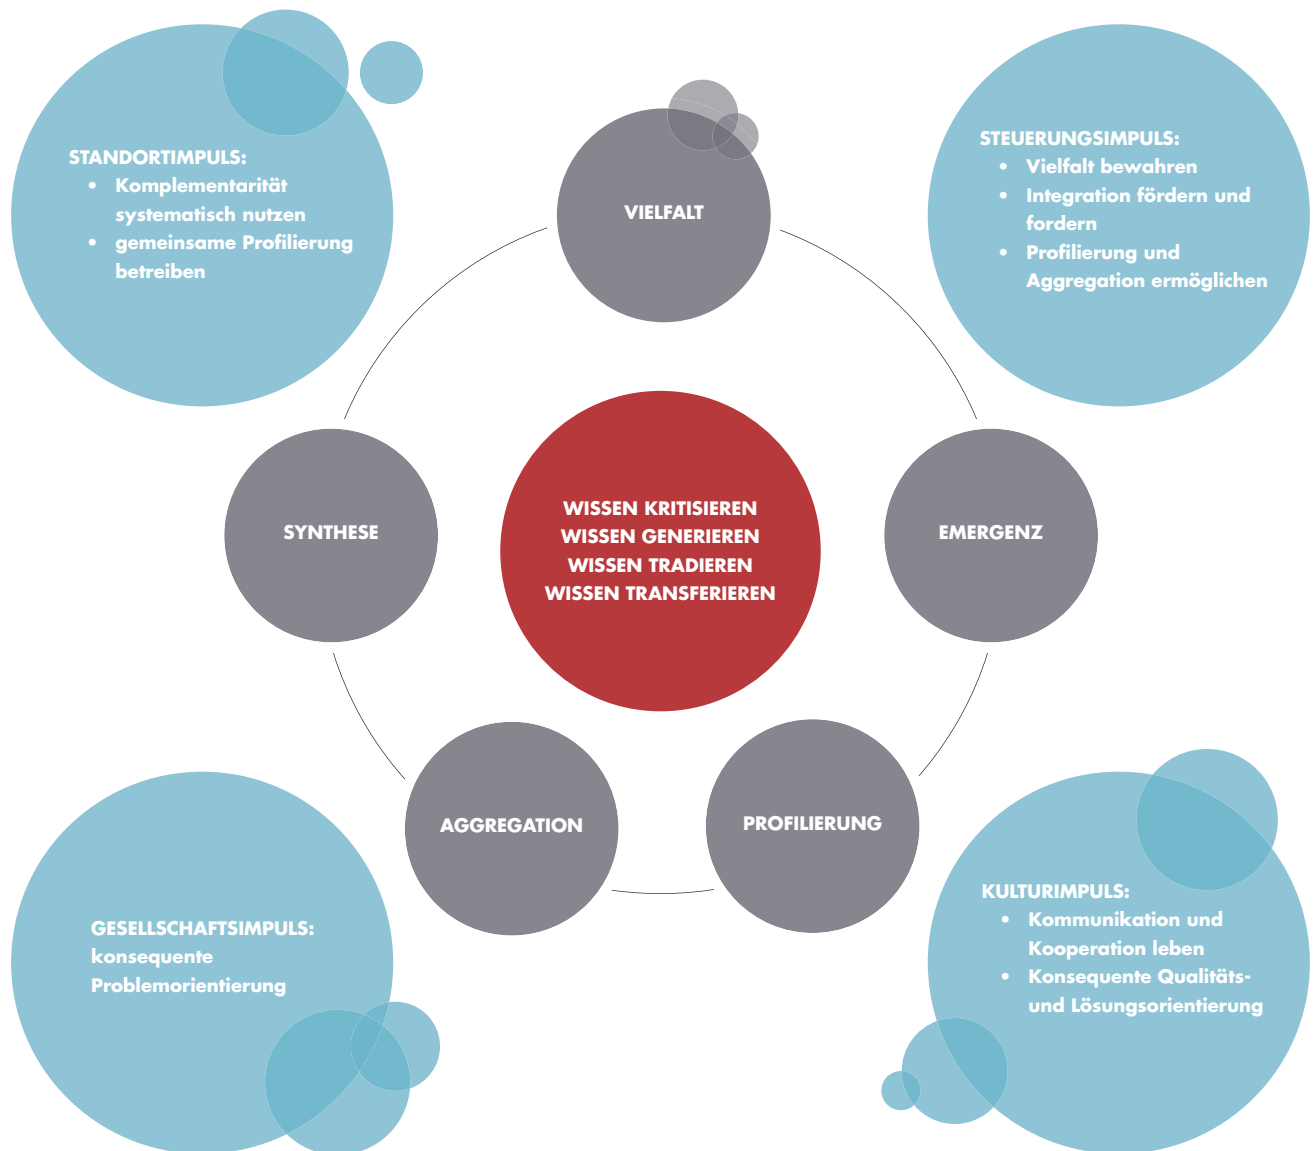 STANDORTIMPULS:
• Komplementarität
systematisch nutzen
• gemeinsame Profilierung
betreiben
VIELFALT
STEUERUNGSIMPULS:
• Vielfalt bewahren
• Integration fördern und
fordern
• Profilierung und
Aggregation ermöglichen
SYNTHESE
WISSEN KRITISIEREN
WISSEN GENERIEREN
WISSEN TRADIEREN
WISSEN TRANSFERIEREN
EMERGENZ
AGGREGATION
PROFILIERUNG
GESELLSCHAFTSIMPULS:
konsequente
Problemorientierung
KULTURIMPULS:
• Kommunikation und
Kooperation leben
• Konsequente Qualitäts-
und Lösungsorientierung